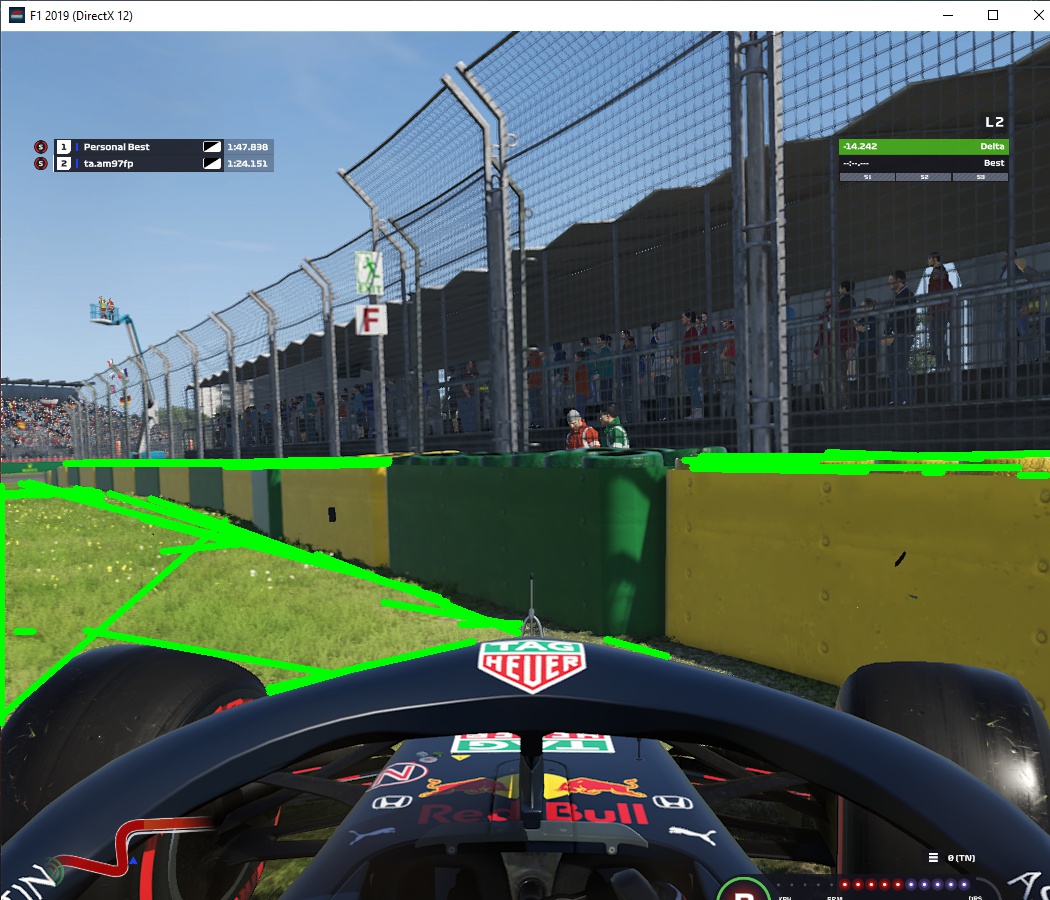 F1 2019 (DirectX 12)
L2
S 1 Personal Best 1:47.838
S 2 ta.am97fp 1:24.151
-14.242 Delta
--:--.--- Best
S1 S2 S3
F
TAG
HEUER
Red Bull
0 (TN)